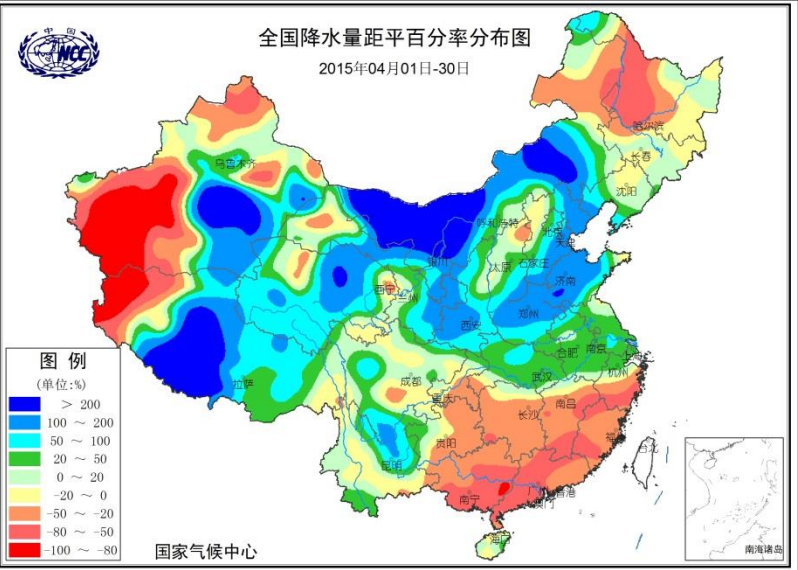 中国
NCC
全国降水量距平百分率分布图
2015年04月01日-30日
哈尔滨
长春
乌鲁木齐
沈阳
呼和浩特
北京
天津
银川
太原
石家庄
济南
西宁
兰州
西安
郑州
合肥
南京
上海
拉萨
成都
武汉
杭州
重庆
南昌
长沙
贵阳
福
台北
昆明
南宁
广
香港
澳门
海口
图 例
(单位:%)
> 200
100 ~ 200
50 ~ 100
20 ~ 50
0 ~ 20
-20 ~ 0
-50 ~ -20
-80 ~ -50
-100 ~ -80
国家气候中心
南海诸岛